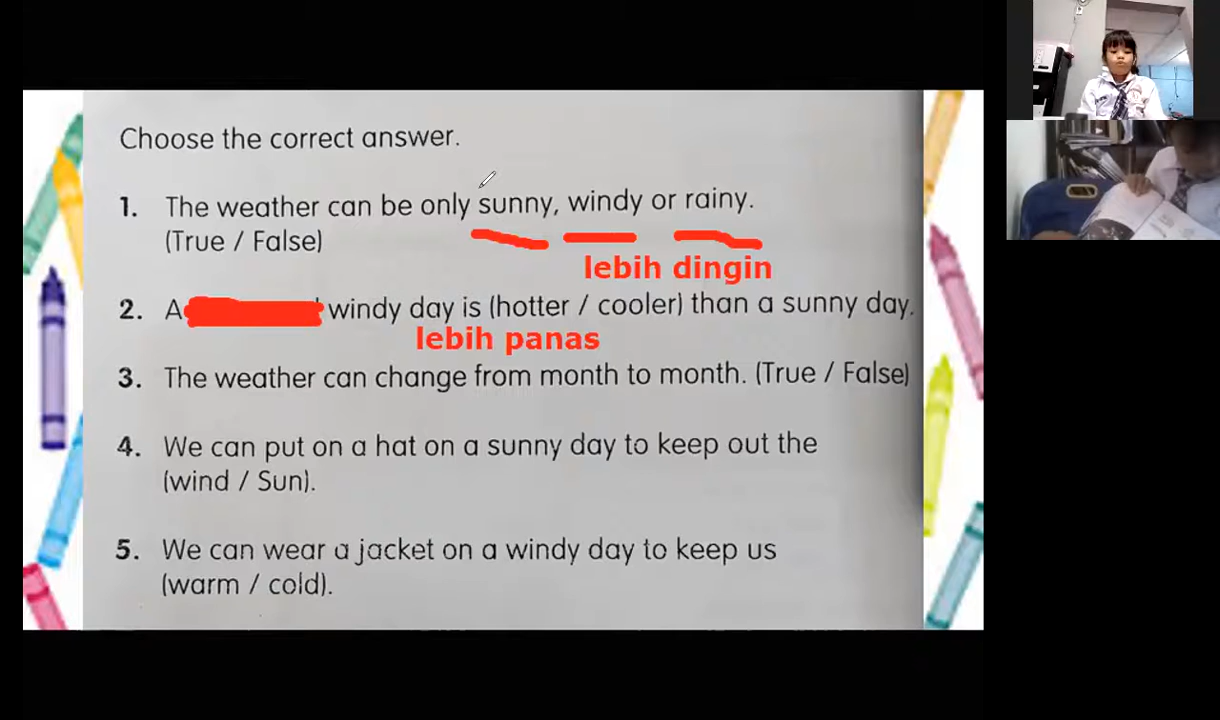 Choose the correct answer.
1. The weather can be only sunny, windy or rainy.
(True / False)
lebih dingin
2. A windy day is (hotter / cooler) than a sunny day.
lebih panas
3. The weather can change from month to month. (True / False)
4. We can put on a hat on a sunny day to keep out the
(wind / Sun).
5. We can wear a jacket on a windy day to keep us
(warm / cold).